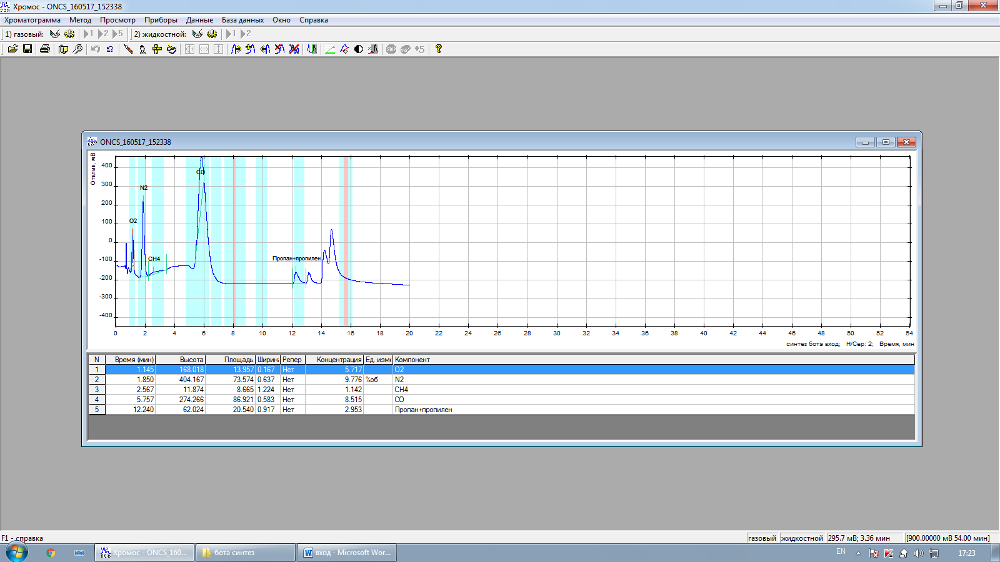 Хромос - ONCS_160517_152338
Хроматограмма Метод Просмотр Приборы Данные База данных Окно Справка
1) газовый: 1 2 5 2) жидкостной: 1 2
STOP +5 ?
ONCS_160517_152338
Отклик, мВ
400
300
200
100
0
-100
-200
-300
-400
O2
N2
CH4
CO
Пропан+пропилен
0 2 4 6 8 10 12 14 16 18 20 22 24 26 28 30 32 34 36 38 40 42 44 46 48 50 52 54
синтез бота вход; Н/Сер: 2; Время, мин
N Время (мин) Высота Площадь Ширина Репер Концентрация Ед. изме Компонент
1 1.145 168.018 13.957 0.167 Нет 5.717 O2
2 1.850 404.167 73.574 0.637 Нет 9.776 %об N2
3 2.567 11.874 8.665 1.224 Нет 1.142 CH4
4 5.757 274.266 86.921 0.583 Нет 8.515 CO
5 12.240 62.024 20.540 0.917 Нет 2.953 Пропан+пропилен
F1 - справка газовый жидкостной 295.7 мВ; 3.36 мин [900.00000 мВ 54.00 мин]
Хромос - ONCS_160... бота синтез вход - Microsoft Wor... EN 17:23